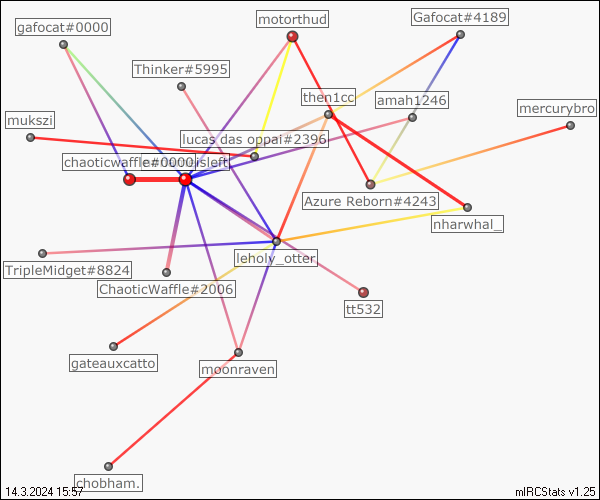 gafocat#0000
motorthud
Gafocat#4189
Thinker#5995
then1cc
amah1246
mercurybro
mukszi
lucas das oppai#2396
chaoticwaffle#0000
sleft
Azure Reborn#4243
nharwhal_
leholy_otter
TripleMidget#8824
ChaoticWaffle#2006
tt532
gateauxcatto
moonraven
chobham.
14.3.2024 15:57
mIRCStats v1.25